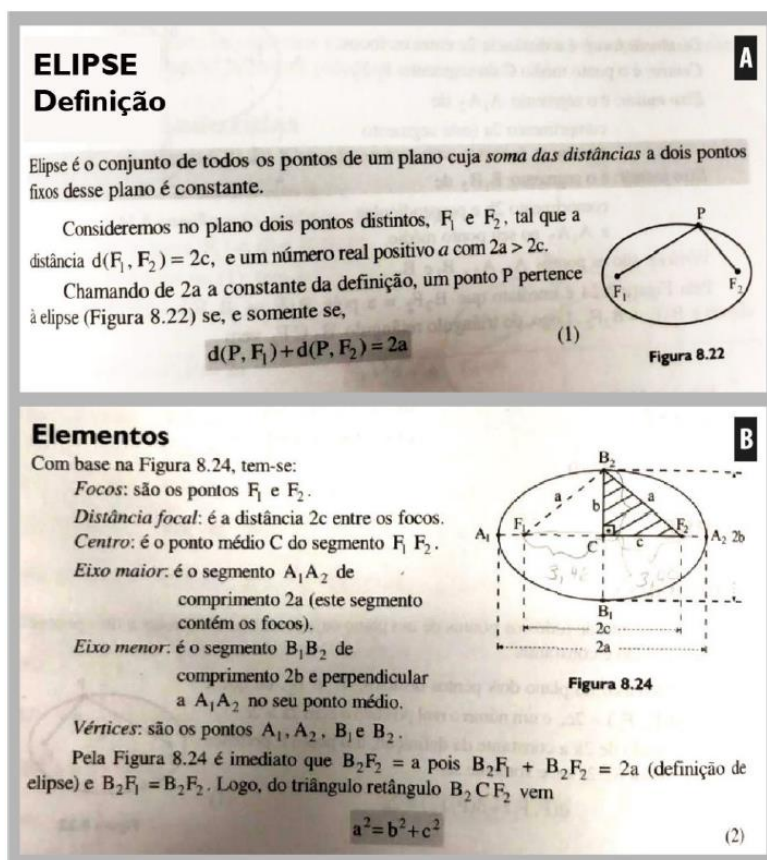 ELIPSE
Definição
A
Elipse é o conjunto de todos os pontos de um plano cuja soma das distâncias a dois pontos
fixos desse plano é constante.
Consideremos no plano dois pontos distintos, F₁ e F₂, tal que a
distância d(F₁, F₂) = 2c, e um número real positivo a com 2a > 2c.
Chamando de 2a a constante da definição, um ponto P pertence
à elipse (Figura 8.22) se, e somente se,
d(P, F₁) + d(P, F₂) = 2a
(1)
P
F₁
F₂
Figura 8.22
Elementos
B
Com base na Figura 8.24, tem-se:
Focos: são os pontos F₁ e F₂.
Distância focal: é a distância 2c entre os focos.
Centro: é o ponto médio C do segmento F₁ F₂.
Eixo maior: é o segmento A₁A₂ de
comprimento 2a (este segmento
contém os focos).
Eixo menor: é o segmento B₁B₂ de
comprimento 2b e perpendicular
a A₁A₂ no seu ponto médio.
Vértices: são os pontos A₁, A₂, B₁ e B₂.
B₂
a
b
a
A₁
F₁
F₂
A₂ 2b
C
c
B₁
2c
2a
Figura 8.24
Pela Figura 8.24 é imediato que B₂F₂ = a pois B₂F₁ + B₂F₂ = 2a (definição de
elipse) e B₂F₁ = B₂F₂. Logo, do triângulo retângulo B₂ C F₂ vem
a² = b² + c²
(2)